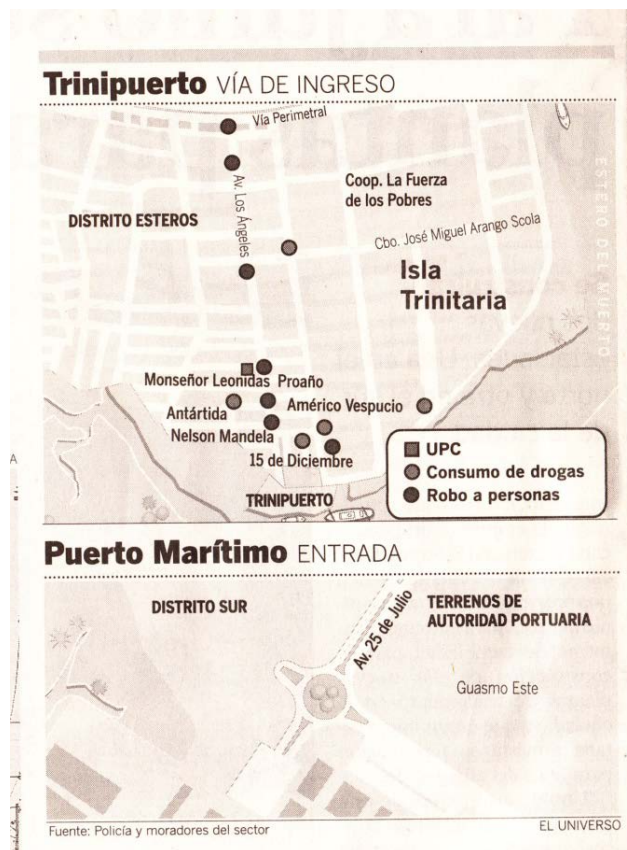 Trinipuerto VÍA DE INGRESO
Vía Perimetral
Av. Los Ángeles
Coop. La Fuerza
de los Pobres
DISTRITO ESTEROS
Cbo. José Miguel Arango Scola
ESTERO DEL MUERTO
Isla
Trinitaria
Monseñor Leonidas Proaño
Antártida
Américo Vespucio
Nelson Mandela
15 de Diciembre
TRINIPUERTO
UPC
Consumo de drogas
Robo a personas
A
Puerto Marítimo ENTRADA
DISTRITO SUR
Av. 25 de Julio
TERRENOS DE
AUTORIDAD PORTUARIA
Guasmo Este
Fuente: Policía y moradores del sector
EL UNIVERSO